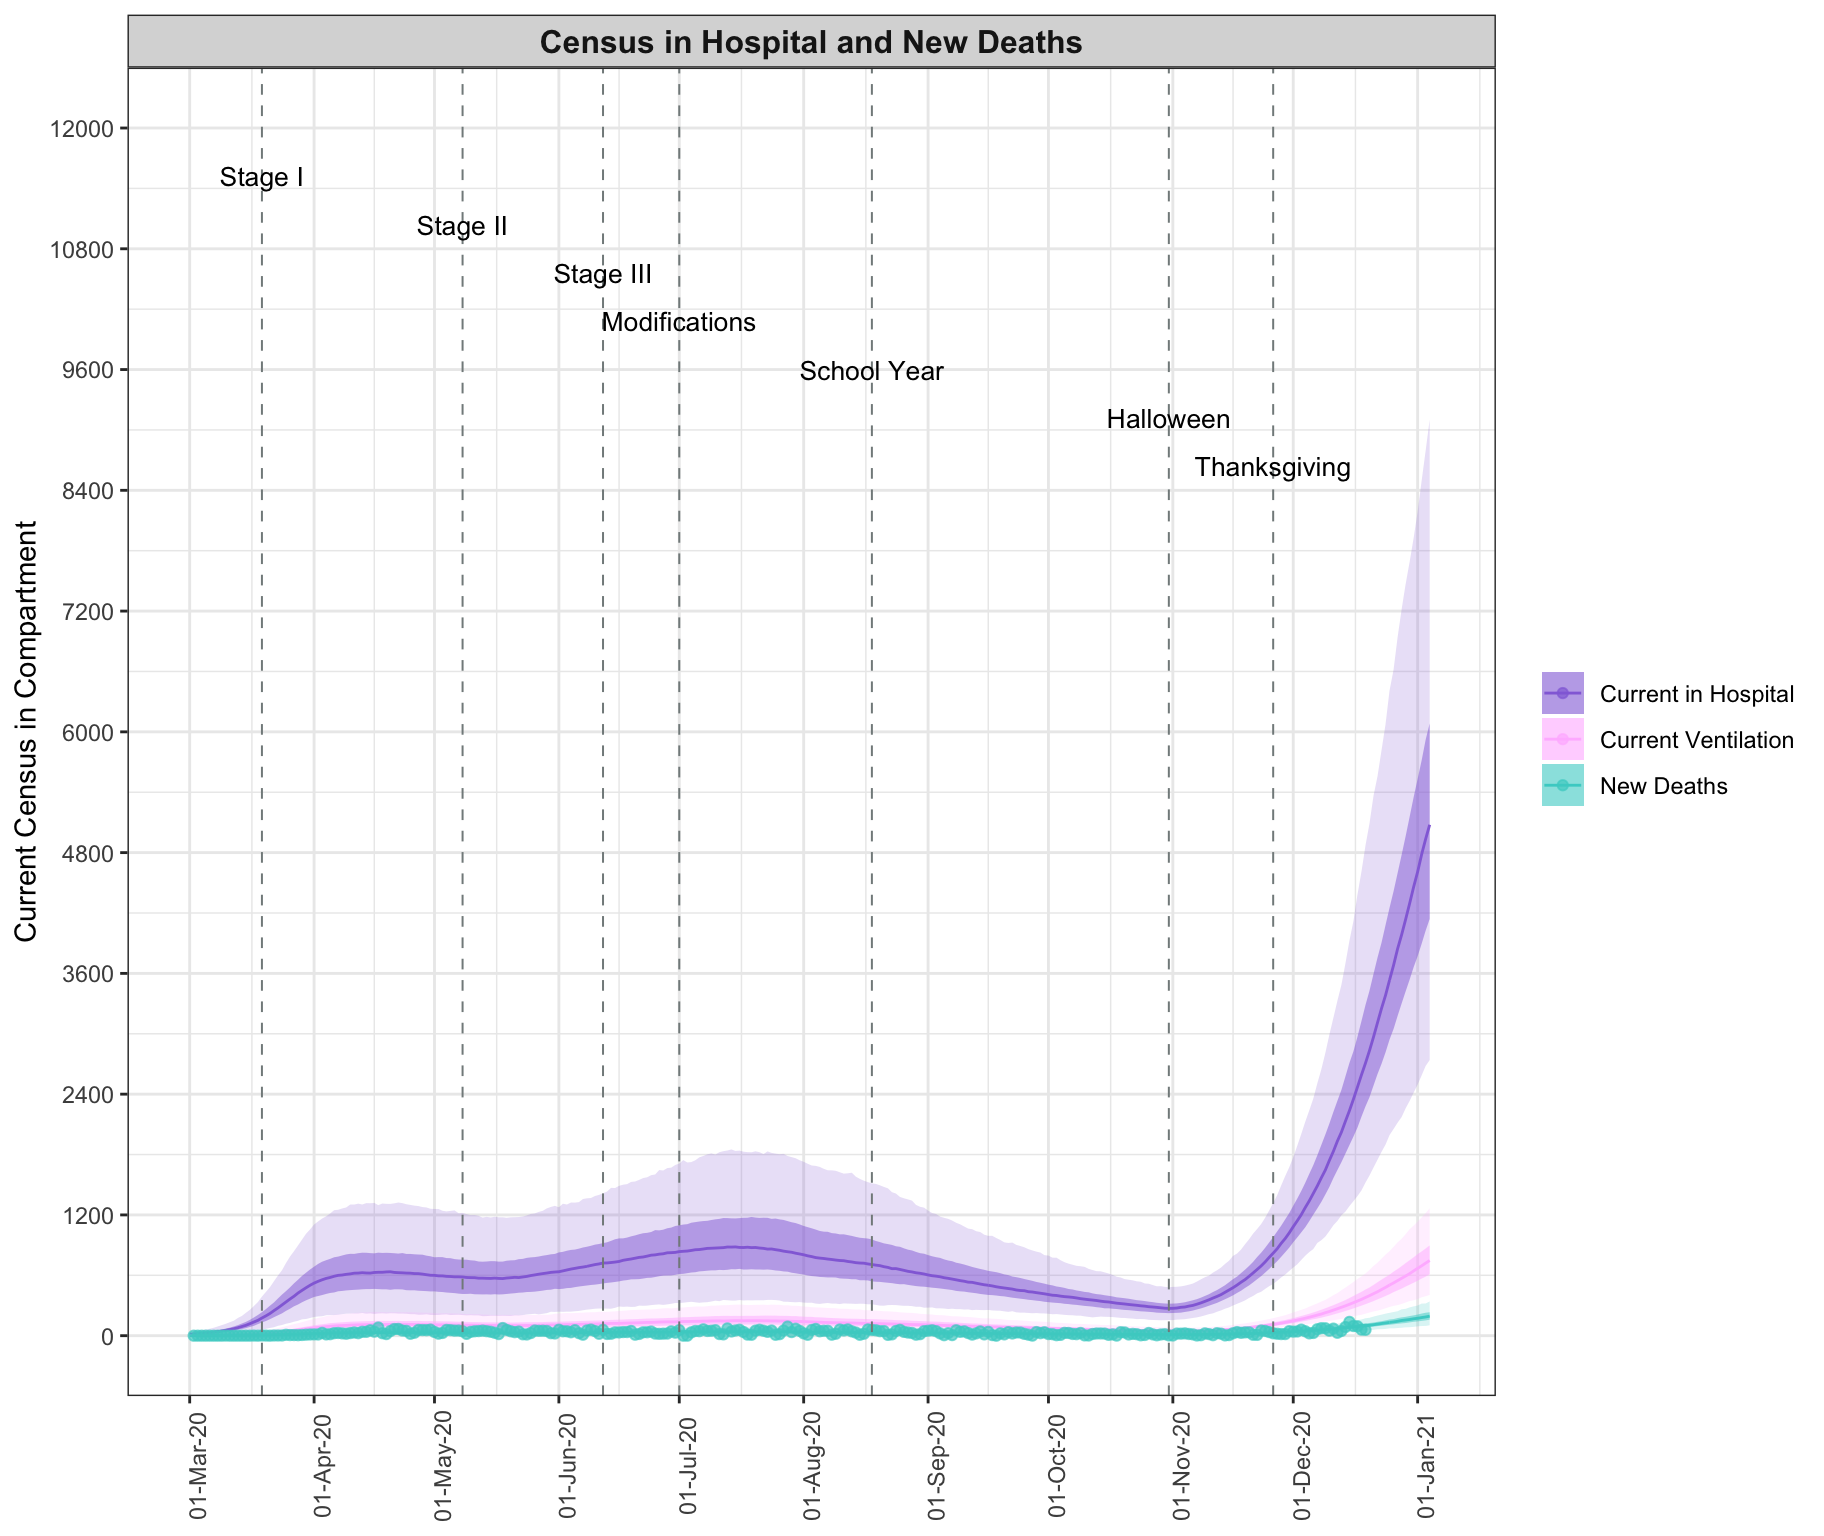 Census in Hospital and New Deaths
12000
Stage I
Stage II
10800
Stage III
Modifications
9600
School Year
Halloween
Thanksgiving
8400
7200
6000
4800
3600
2400
1200
0
Current Census in Compartment
Current in Hospital
Current Ventilation
New Deaths
01-Mar-20
01-Apr-20
01-May-20
01-Jun-20
01-Jul-20
01-Aug-20
01-Sep-20
01-Oct-20
01-Nov-20
01-Dec-20
01-Jan-21